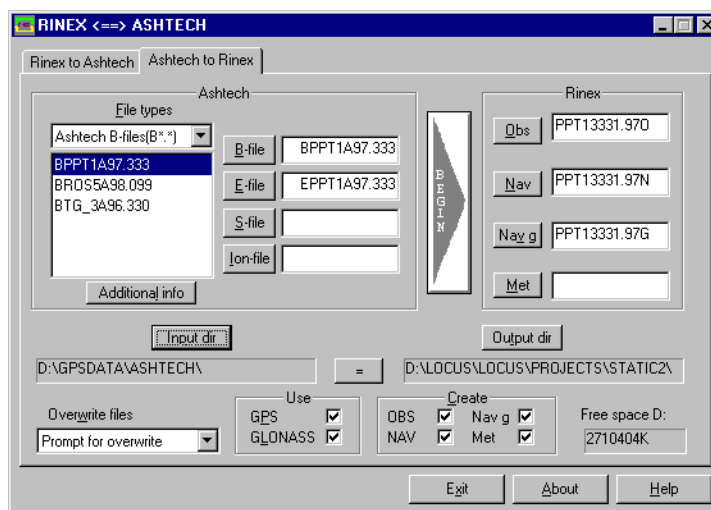 RINEX <==> ASHTECH
Rinex to Ashtech
Ashtech to Rinex
Ashtech
File types
Ashtech B-files(B*.*)
BPPT1A97.333
BROS5A98.099
BTG_3A96.330
Additional info
B-file
BPPT1A97.333
E-file
EPPT1A97.333
S-file
Ion-file
BEGIN
Rinex
Obs
PPT13331.97O
Nav
PPT13331.97N
Nav g
PPT13331.97G
Met
Input dir
Output dir
D:\GPSDATA\ASHTECH\
=
D:\LOCUS\LOCUS\PROJECTS\STATIC2\
Overwrite files
Prompt for overwrite
Use
GPS
GLONASS
Create
OBS
Nav g
NAV
Met
Free space D:
2710404K
Exit
About
Help